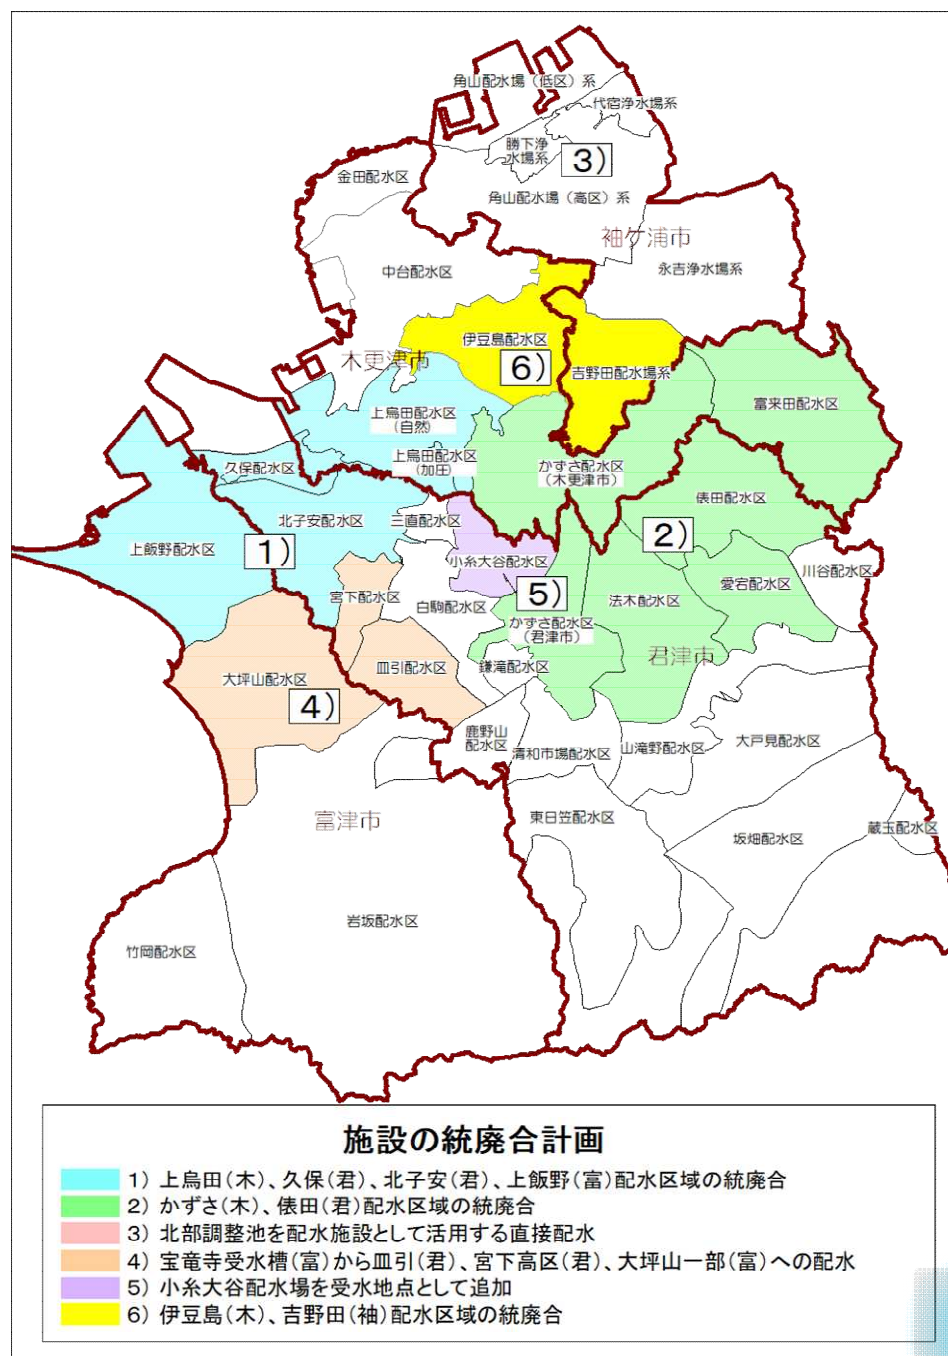 角山配水場（低区）系
代宿浄水場系
勝下浄
水場系
3）
金田配水区
角山配水場（高区）系
袖ケ浦市
中台配水区
永吉浄水場系
伊豆島配水区
木更津市
6）
吉野田配水場系
上烏田配水区
(自然)
富来田配水区
上烏田配水区
(加圧)
久保配水区
かずさ配水区
（木更津市）
俵田配水区
北子安配水区
三直配水区
2）
上飯野配水区
1）
小糸大谷配水区
川谷配水区
愛宕配水区
宮下配水区
5）
法木配水区
白駒配水区
かずさ配水区
（君津市）
君津市
皿引配水区
鎌滝配水区
大坪山配水区
4）
鹿野山
配水区
清和市場配水区
山滝野配水区
大戸見配水区
富津市
東日笠配水区
坂畑配水区
蔵玉配水区
岩坂配水区
竹岡配水区
施設の統廃合計画
1）上烏田(木)、久保(君)、北子安(君)、上飯野(富)配水区域の統廃合
2）かずさ(木)、俵田(君)配水区域の統廃合
3）北部調整池を配水施設として活用する直接配水
4）宝竜寺受水槽(富)から皿引(君)、宮下高区(君)、大坪山一部(富)への配水
5）小糸大谷配水場を受水地点として追加
6）伊豆島(木)、吉野田(袖)配水区域の統廃合